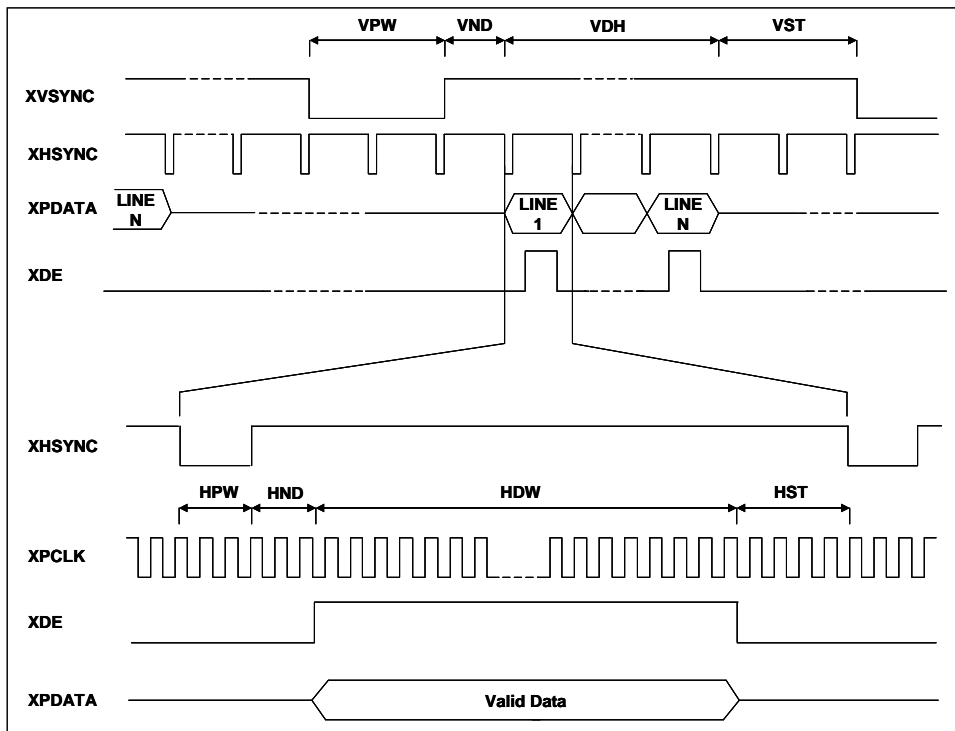 VPW VND VDH VST
XVSYNC
XHSYNC
XPDATA LINE N LINE 1 LINE N
XDE
XHSYNC
HPW HND HDW HST
XPCLK
XDE
XPDATA Valid Data